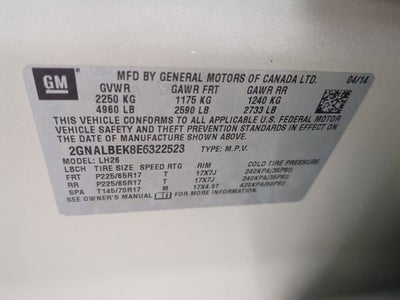 GM
MFD BY GENERAL MOTORS OF CANADA LTD. 04/14
GVWR GAWR FRT GAWR RR
2250 KG 1175 KG 1240 KG
4960 LB 2590 LB 2733 LB
THIS VEHICLE CONFORMS TO ALL APPLICABLE U.S. FEDERAL MOTOR
VEHICLE SAFETY AND THEFT PREVENTION STANDARDS IN EFFECT ON
THE DATE OF MANUFACTURE SHOWN ABOVE.
2GNALBEK8E6322523 TYPE: M.P.V.
MODEL: LH26
LBCH TIRE SIZE SPEED RTG RIM COLD TIRE PRESSURE
FRT P225/65R17 T 17X7J 240KPA(35PSI)
RR P225/65R17 T 17X7J 240KPA(35PSI)
SPA T145/70R17 M 17X4.5T 420KPA(60PSI)
SEE OWNER'S MANUAL FOR ADDITIONAL INFORMATION.